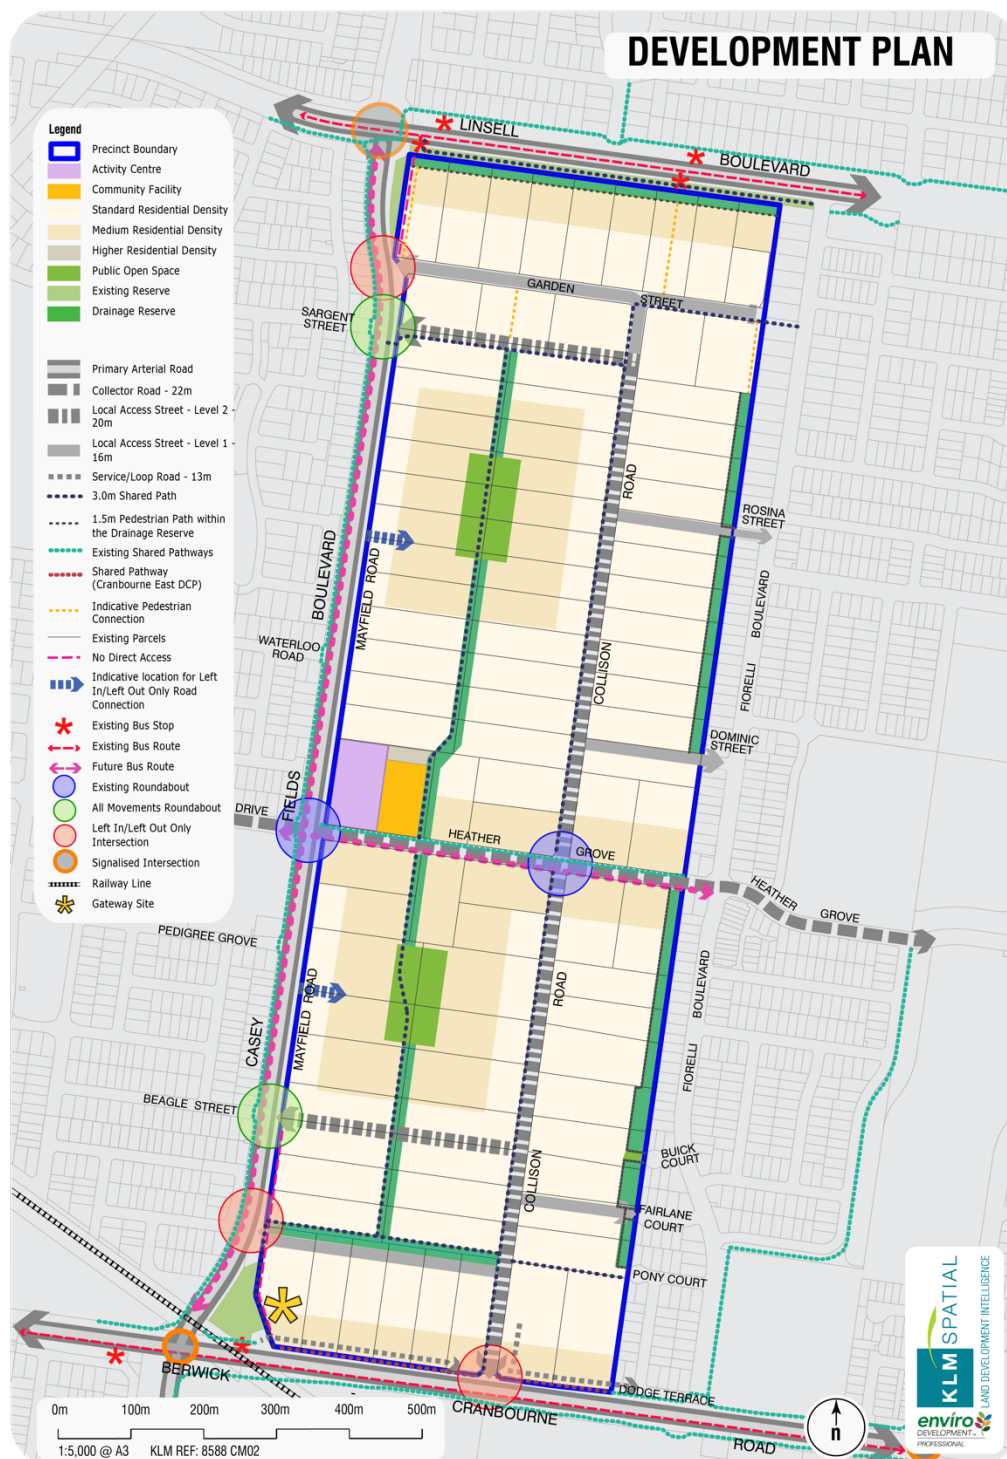 DEVELOPMENT PLAN
Legend
Precinct Boundary
Activity Centre
Community Facility
Standard Residential Density
Medium Residential Density
Higher Residential Density
Public Open Space
Existing Reserve
Drainage Reserve
Primary Arterial Road
Collector Road - 22m
Local Access Street - Level 2 -
20m
Local Access Street - Level 1 -
16m
Service/Loop Road - 13m
3.0m Shared Path
1.5m Pedestrian Path within
the Drainage Reserve
Existing Shared Pathways
Shared Pathway
(Cranbourne East DCP)
Indicative Pedestrian
Connection
Existing Parcels
No Direct Access
Indicative location for Left
In/Left Out Only Road
Connection
Existing Bus Stop
Existing Bus Route
Future Bus Route
Existing Roundabout
All Movements Roundabout
Left In/Left Out Only
Intersection
Signalised Intersection
Railway Line
Gateway Site
LINSELL
BOULEVARD
GARDEN
STREET
SARGENT
STREET
ROAD
ROSINA
STREET
BOULEVARD
MAYFIELD ROAD
BOULEVARD
WATERLOO
ROAD
COLLISON
FIORELLI
DOMINIC
STREET
FIELDS
DRIVE
HEATHER
GROVE
HEATHER
GROVE
PEDIGREE GROVE
MAYFIELD ROAD
ROAD
BOULEVARD
CASEY
FIORELLI
BEAGLE STREET
BUICK
COURT
COLLISON
FAIRLANE
COURT
PONY COURT
BERWICK
DODGE TERRACE
CRANBOURNE
ROAD
0m
100m
200m
300m
400m
500m
1:5,000 @ A3
KLM REF: 8588 CM02
n
KLM SPATIAL
LAND DEVELOPMENT INTELLIGENCE
enviro
DEVELOPMENT™
PROFESSIONAL